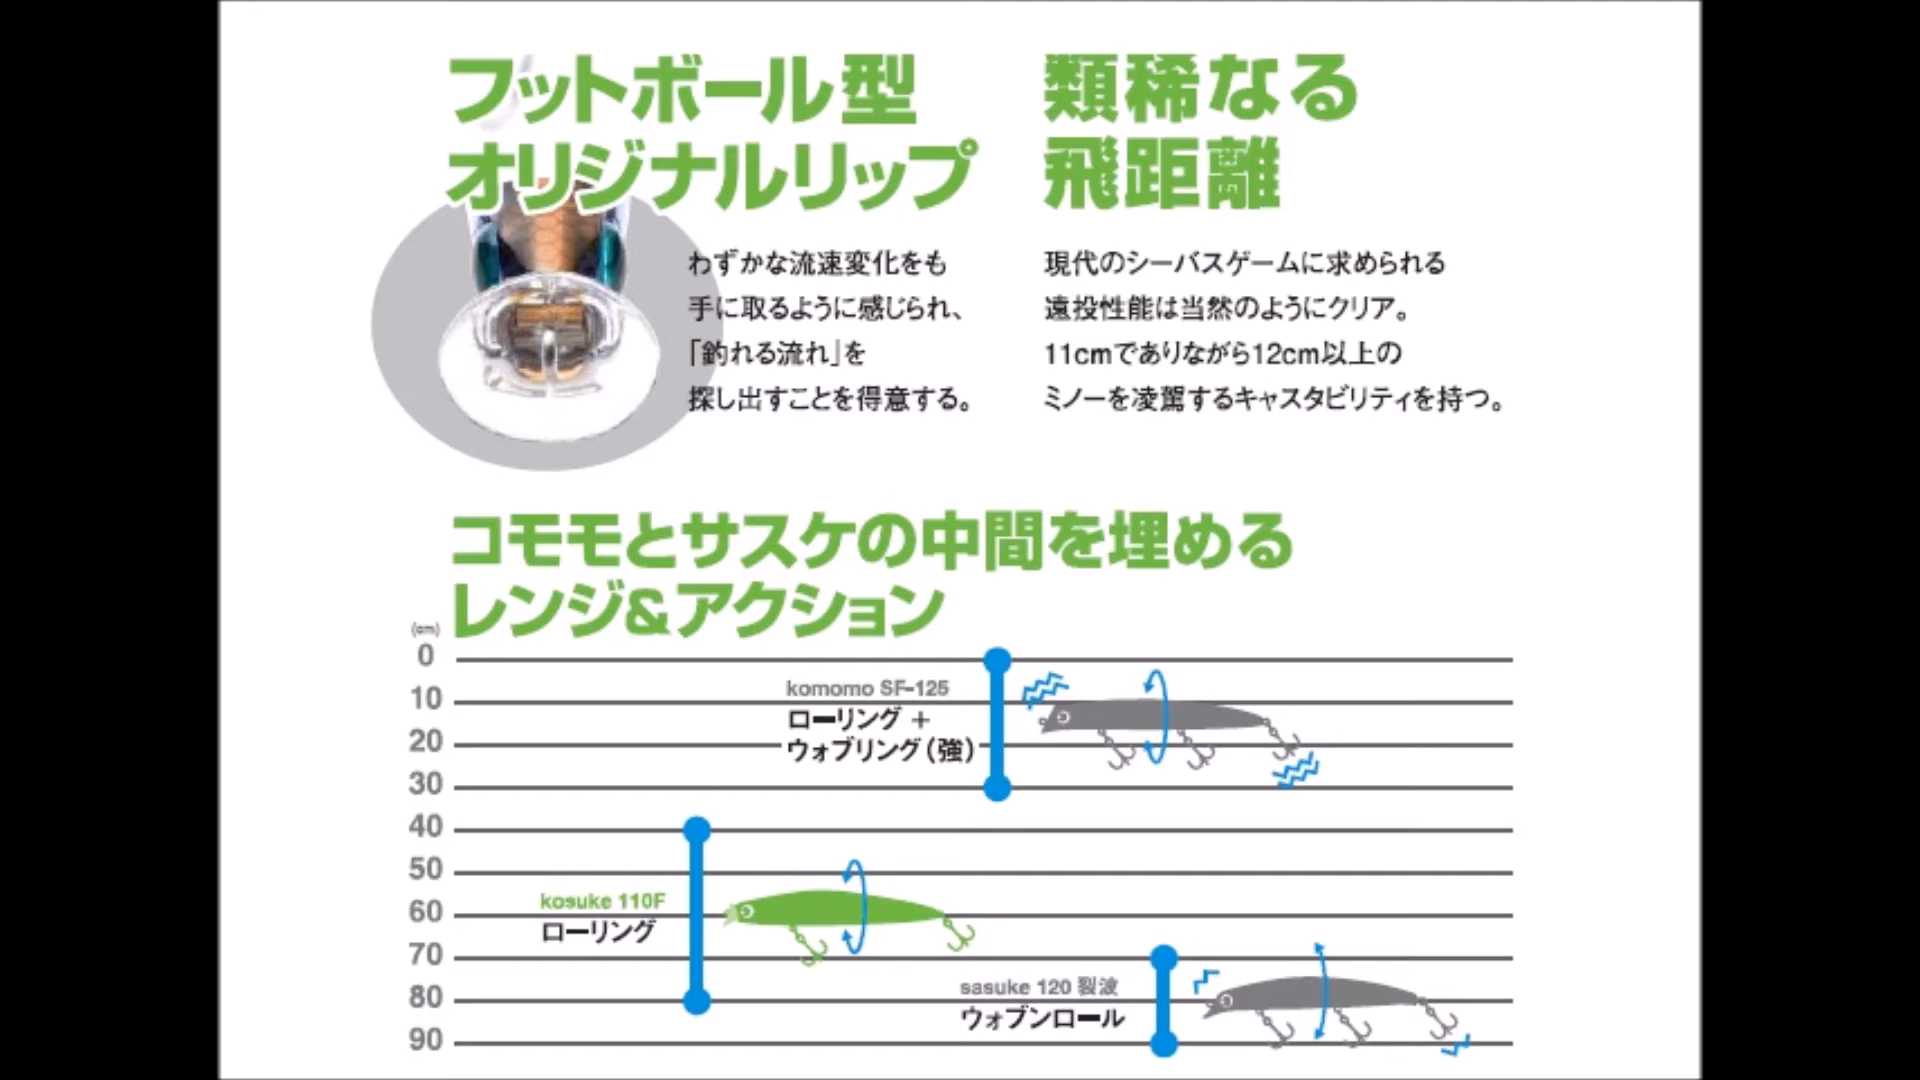 フットボール型
オリジナルリップ
わずかな流速変化をも
手に取るように感じられ、
「釣れる流れ」を
探し出すことを得意する。
類稀なる
飛距離
現代のシーバスゲームに求められる
遠投性能は当然のようにクリア。
11cmでありながら12cm以上の
ミノーを凌駕するキャスタビリティを持つ。
コモモとサスケの中間を埋める
レンジ&アクション
(cm)
0
10
20
30
40
50
60
70
80
90
komomo SF-125
ローリング +
ウォブリング(強)
kosuke 110F
ローリング
sasuke 120 裂波
ウォブンロール